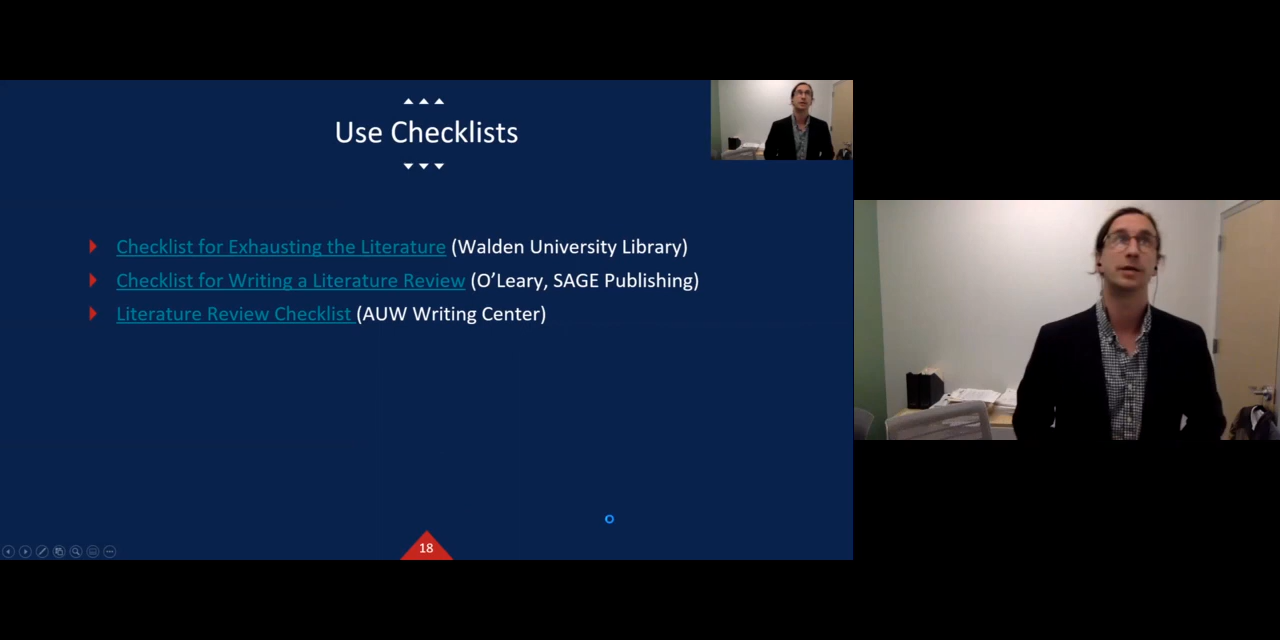 Use Checklists
Checklist for Exhausting the Literature (Walden University Library)
Checklist for Writing a Literature Review (O’Leary, SAGE Publishing)
Literature Review Checklist (AUW Writing Center)
18